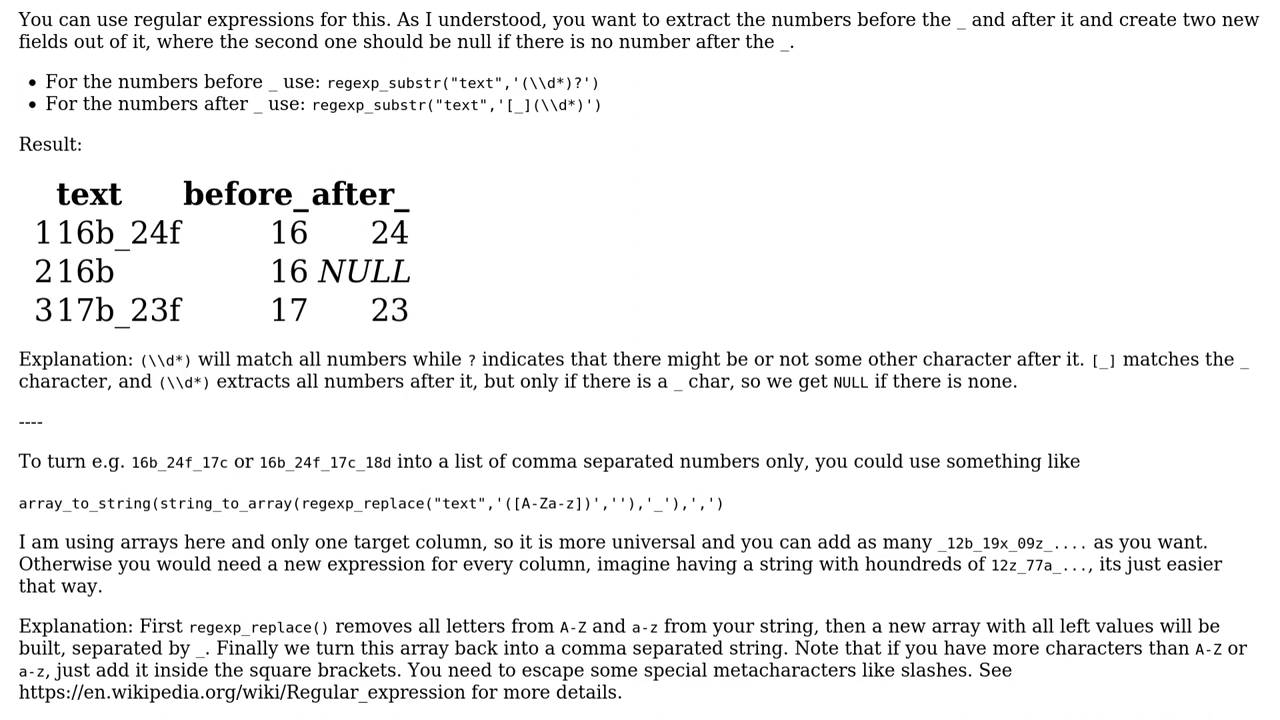 You can use regular expressions for this. As I understood, you want to extract the numbers before the _ and after it and create two new
fields out of it, where the second one should be null if there is no number after the _.
• For the numbers before _ use: regexp_substr("text",'(\\d*)?')
• For the numbers after _ use: regexp_substr("text",'[_](\\d*)')
Result:
text before_ after_
1 16b_24f 16 24
2 16b 16 NULL
3 17b_23f 17 23
Explanation: (\\d*) will match all numbers while ? indicates that there might be or not some other character after it. [_] matches the _
character, and (\\d*) extracts all numbers after it, but only if there is a _ char, so we get NULL if there is none.
----
To turn e.g. 16b_24f_17c or 16b_24f_17c_18d into a list of comma separated numbers only, you could use something like
array_to_string(string_to_array(regexp_replace("text",'([A-Za-z])',''),'_'),',')
I am using arrays here and only one target column, so it is more universal and you can add as many _12b_19x_09z_.... as you want.
Otherwise you would need a new expression for every column, imagine having a string with houndreds of 12z_77a_..., its just easier
that way.
Explanation: First regexp_replace() removes all letters from A-Z and a-z from your string, then a new array with all left values will be
built, separated by _. Finally we turn this array back into a comma separated string. Note that if you have more characters than A-Z or
a-z, just add it inside the square brackets. You need to escape some special metacharacters like slashes. See
https://en.wikipedia.org/wiki/Regular_expression for more details.